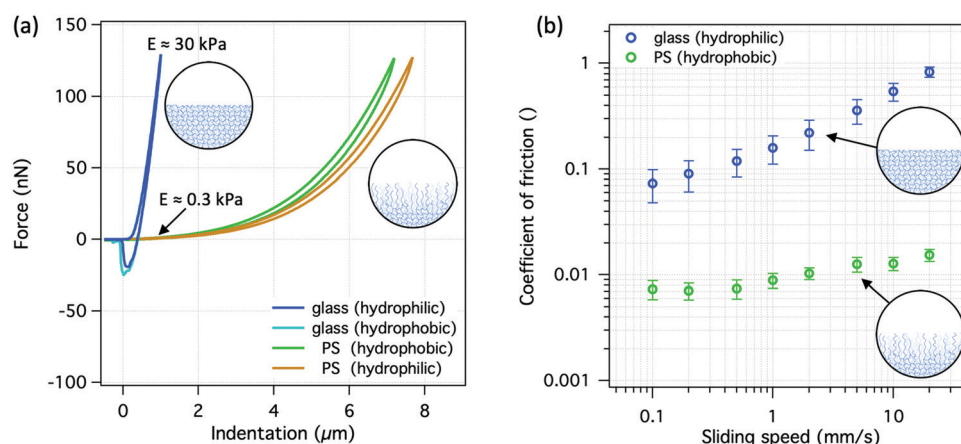 (a)
150
100
50
0
-50
-100
Force (nN)
E ≈ 30 kPa
E ≈ 0.3 kPa
glass (hydrophilic)
glass (hydrophobic)
PS (hydrophobic)
PS (hydrophilic)
0
2
4
6
8
Indentation (µm)
(b)
glass (hydrophilic)
PS (hydrophobic)
1
0.1
0.01
0.001
Coefficient of friction ()
0.1
1
10
Sliding speed (mm/s)